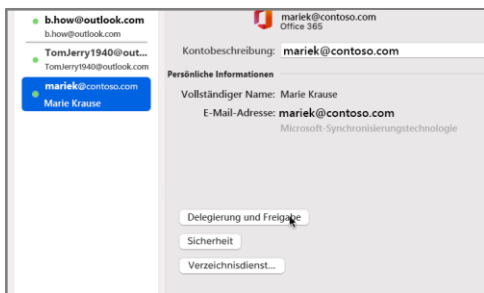 b.how@outlook.com
b.how@outlook.com
TomJerry1940@out...
TomJerry1940@outlook.com
mariek@contoso.com
Marie Krause
mariek@contoso.com
Office 365
Kontobeschreibung: mariek@contoso.com
Persönliche Informationen
Vollständiger Name: Marie Krause
E-Mail-Adresse: mariek@contoso.com
Microsoft-Synchronisierungstechnologie
Delegierung und Freigabe
Sicherheit
Verzeichnisdienst...